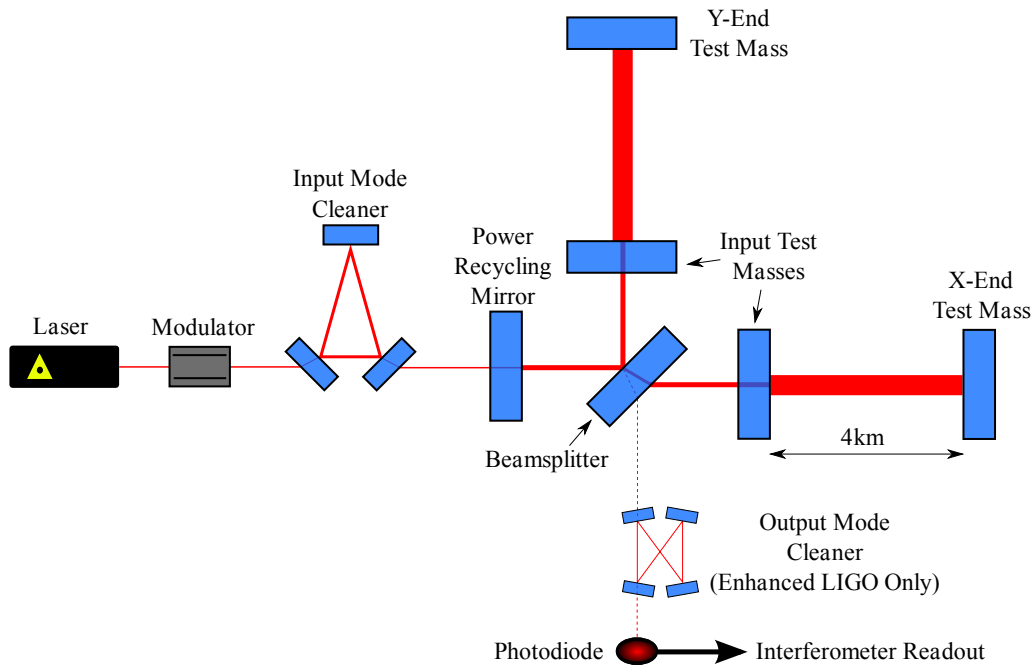 Y-End
Test Mass
Input Mode
Cleaner
Power
Recycling
Mirror
Input Test
Masses
X-End
Test Mass
Laser
Modulator
4km
Beamsplitter
Output Mode
Cleaner
(Enhanced LIGO Only)
Photodiode
Interferometer Readout